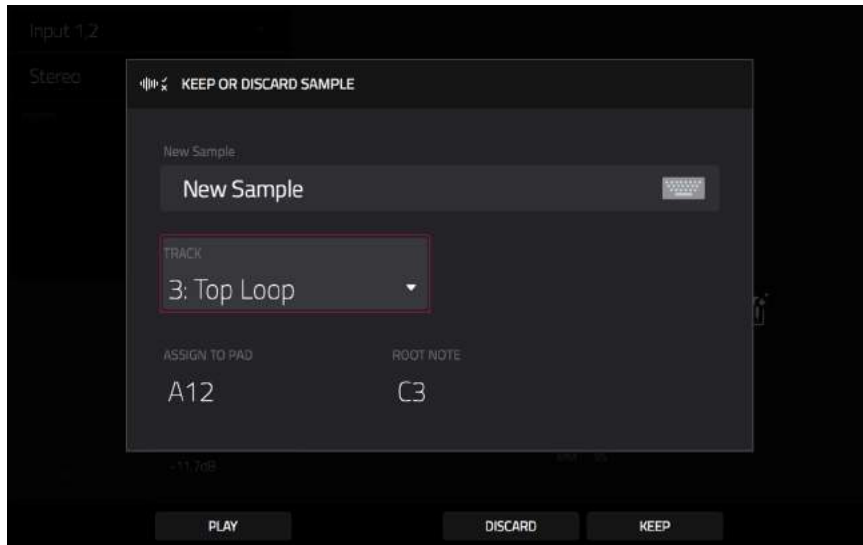 Input 1,2
Stereo
KEEP OR DISCARD SAMPLE
New Sample
New Sample
TRACK
3: Top Loop
ASSIGN TO PAD
ROOT NOTE
A12
C3
-11.7dB
PLAY
DISCARD
KEEP